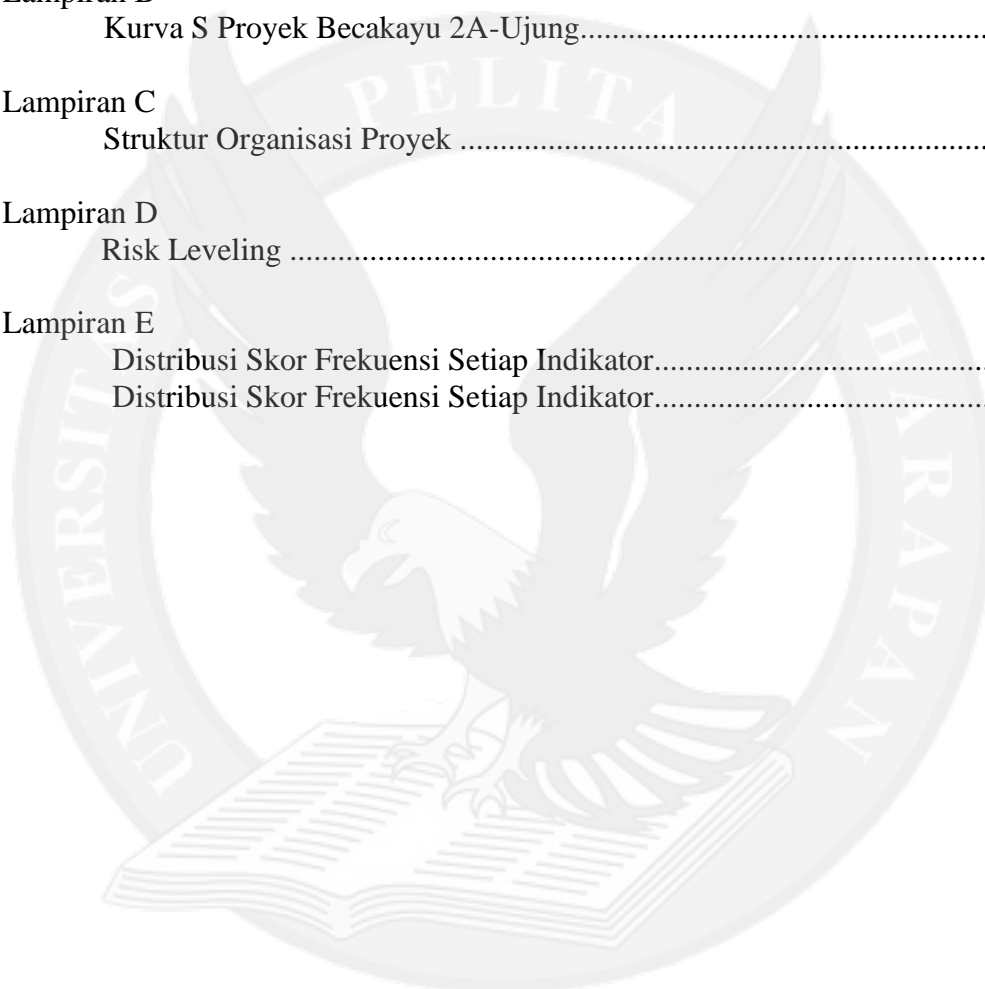 Lampiran B
Kurva S Proyek Becakayu 2A-Ujung...............................................
Lampiran C
Struktur Organisasi Proyek ..............................................................
Lampiran D
Risk Leveling ....................................................................................
Lampiran E
Distribusi Skor Frekuensi Setiap Indikator.......................................
Distribusi Skor Frekuensi Setiap Indikator.......................................
UNIVERSITAS PELITA HARAPAN